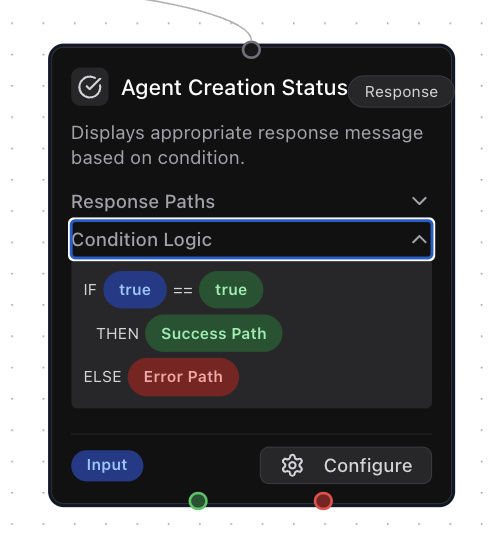 Agent Creation Status Response
Displays appropriate response message
based on condition.
Response Paths
Condition Logic
IF true == true
THEN Success Path
ELSE Error Path
Input Configure